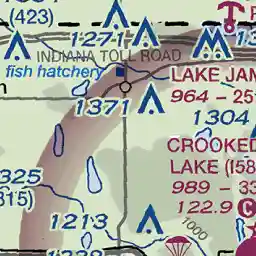 (423)
1271
INDIANA TOLL ROAD
fish hatchery
LAKE JAM
964 – 25
1371
1304
CROOKED
LAKE (I58
989 – 33
122.9 C
325
315)
1213
1000